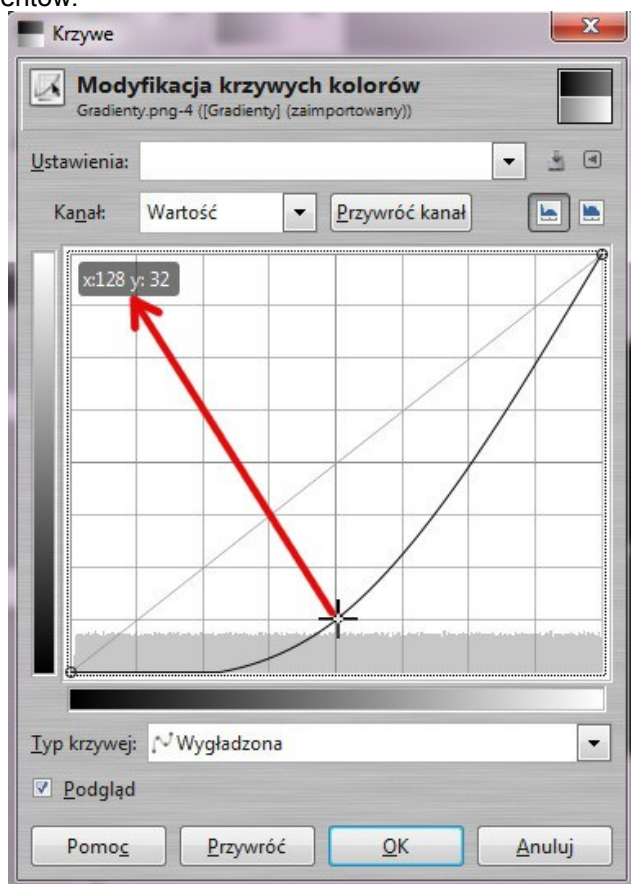 entów.
Krzywe
Modyfikacja krzywych kolorów
Gradienty.png-4 ([Gradienty] (zaimportowany))
Ustawienia:
Kanał: Wartość Przywróć kanał
x:128 y: 32
Typ krzywej: Wygładzona
Podgląd
Pomoc Przywróć OK Anuluj